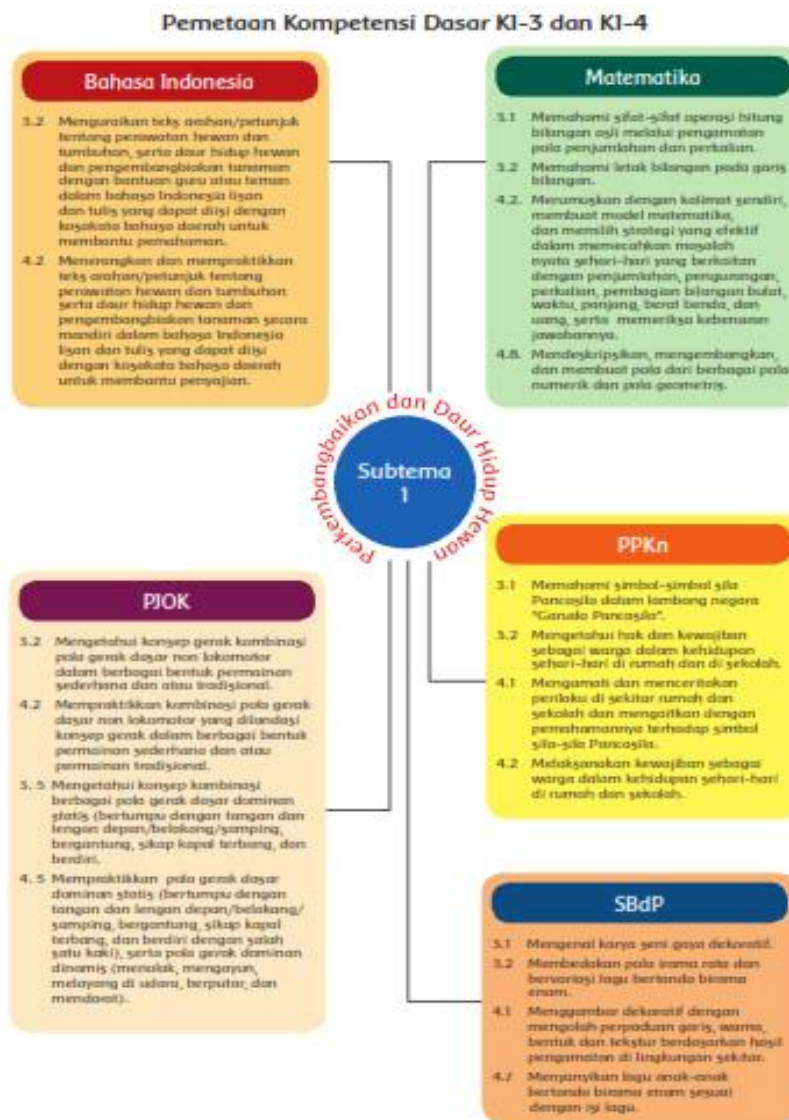 Pemetaan Kompetensi Dasar KI-3 dan KI-4
Bahasa Indonesia
3.2 Menguraikan teks arahan/petunjuk
tentang perawatan hewan dan
tumbuhan, serta daur hidup hewan
dan pengembangbiakan tanaman
dengan bantuan guru atau teman
dalam bahasa Indonesia lisan
dan tulis yang dapat diisi dengan
kosakata bahasa daerah untuk
membantu pemahaman.
4.2 Menerangkan dan mempraktikkan
teks arahan/petunjuk tentang
perawatan hewan dan tumbuhan
serta daur hidup hewan dan
pengembangbiakan tanaman secara
mandiri dalam bahasa Indonesia
lisan dan tulis yang dapat diisi
dengan kosakata bahasa daerah
untuk membantu penyajian.
Matematika
3.1 Memahami sifat-sifat operasi hitung
bilangan asli melalui pengamatan
pola penjumlahan dan perkalian.
3.2 Memahami letak bilangan pada garis
bilangan.
4.2. Merumuskan dengan kalimat sendiri,
membuat model matematika,
dan memilih strategi yang efektif
dalam memecahkan masalah
nyata sehari-hari yang berkaitan
dengan penjumlahan, pengurangan,
perkalian, pembagian bilangan bulat,
waktu, panjang, berat benda, dan
uang, serta memeriksa kebenaran
jawabannya.
4.8. Mendeskripsikan, mengembangkan,
dan membuat pola dari berbagai pola
numerik dan pola geometris.
Perkembangbaikan dan Daur Hidup Hewan
Subtema
1
PJOK
3.2 Mengetahui konsep gerak kombinasi
pola gerak dasar non lokomotor
dalam berbagai bentuk permainan
sederhana dan atau tradisional.
4.2 Mempraktikkan kombinasi pola gerak
dasar non lokomotor yang dilandasi
konsep gerak dalam berbagai bentuk
permainan sederhana dan atau
permainan tradisional.
3. 5 Mengetahui konsep kombinasi
berbagai pola gerak dasar dominan
statis (bertumpu dengan tangan dan
lengan depan/belakang/samping,
bergantung, sikap kapal terbang, dan
berdiri.
4. 5 Mempraktikkan pola gerak dasar
dominan statis (bertumpu dengan
tangan dan lengan depan/belakang/
samping, bergantung, sikap kapal
terbang, dan berdiri dengan salah
satu kaki), serta pola gerak dominan
dinamis (menolak, mengayun,
melayang di udara, berputar, dan
mendarat).
PPKn
3.1 Memahami simbol-simbol sila
Pancasila dalam lambang negara
"Garuda Pancasila".
3.2 Mengetahui hak dan kewajiban
sebagai warga dalam kehidupan
sehari-hari di rumah dan di sekolah.
4.1 Mengamati dan menceritakan
perilaku di sekitar rumah dan
sekolah dan mengaitkan dengan
pemahamannya terhadap simbol
sila-sila Pancasila.
4.2 Melaksanakan kewajiban sebagai
warga dalam kehidupan sehari-hari
di rumah dan sekolah.
SBdP
3.1 Mengenal karya seni gaya dekoratif.
3.2 Membedakan pola irama rata dan
bervariasi lagu bertanda birama
enam.
4.1 Menggambar dekoratif dengan
mengolah perpaduan garis, warna,
bentuk dan tekstur berdasarkan hasil
pengamatan di lingkungan sekitar.
4.7 Menyanyikan lagu anak-anak
bertanda birama enam sesuai
dengan isi lagu.